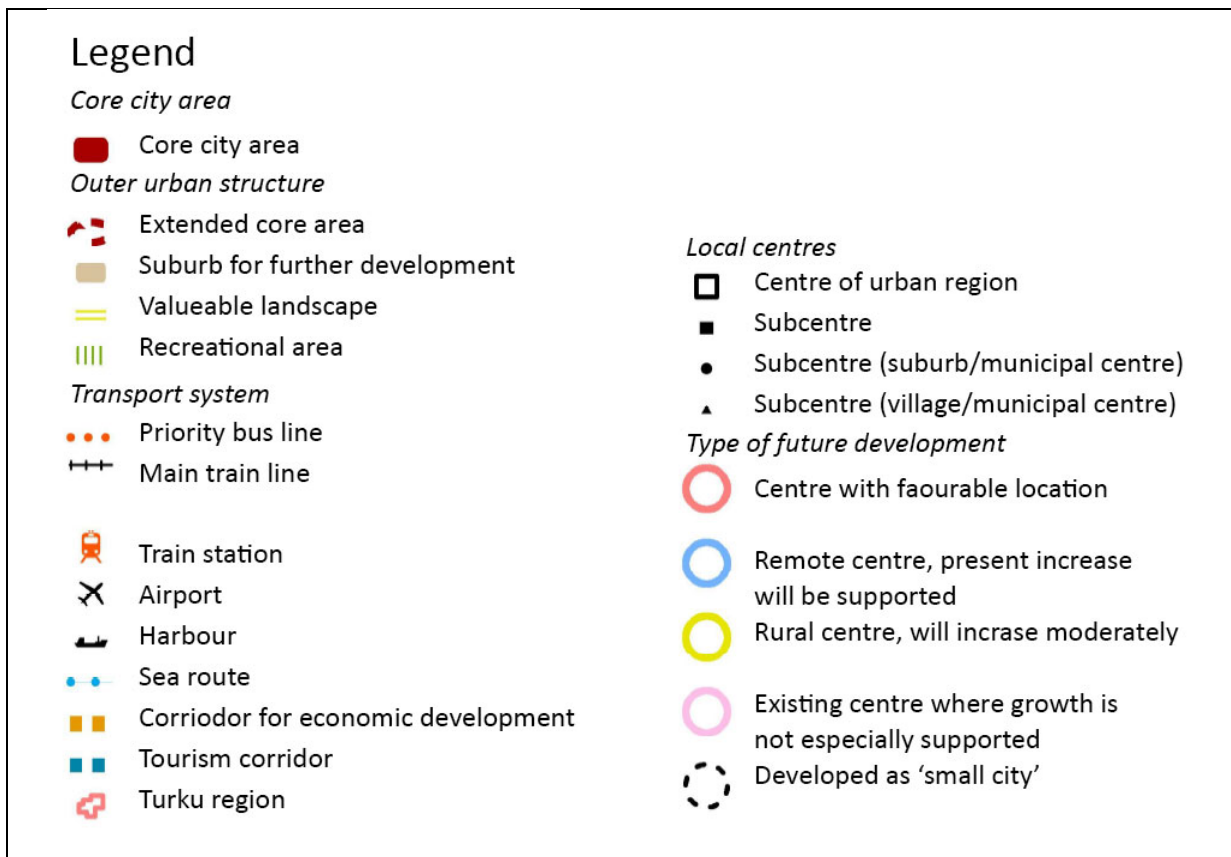 Legend
Core city area
Core city area
Outer urban structure
Extended core area
Suburb for further development
Valueable landscape
Recreational area
Transport system
Priority bus line
Main train line
Train station
Airport
Harbour
Sea route
Corriodor for economic development
Tourism corridor
Turku region
Local centres
Centre of urban region
Subcentre
Subcentre (suburb/municipal centre)
Subcentre (village/municipal centre)
Type of future development
Centre with faourable location
Remote centre, present increase
will be supported
Rural centre, will incrase moderately
Existing centre where growth is
not especially supported
Developed as ‘small city’